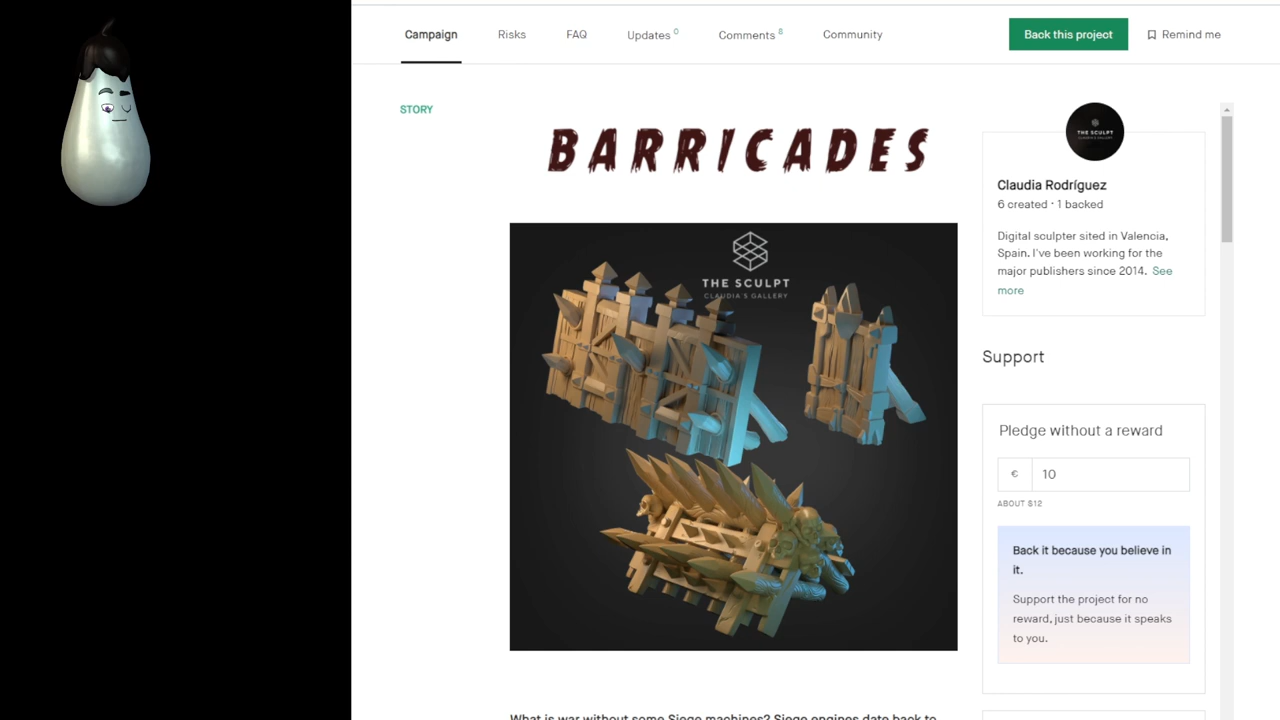 Campaign
Risks
FAQ
Updates 0
Comments 8
Community
Back this project
Remind me
STORY
BARRICADES
THE SCULPT
CLAUDIA'S GALLERY
What is war without some Siege machines? Siege engines date back to
THE SCULPT
CLAUDIA'S GALLERY
Claudia Rodríguez
6 created · 1 backed
Digital sculpter sited in Valencia,
Spain. I've been working for the
major publishers since 2014. See
more
Support
Pledge without a reward
€ 10
ABOUT $12
Back it because you believe in
it.
Support the project for no
reward, just because it speaks
to you.